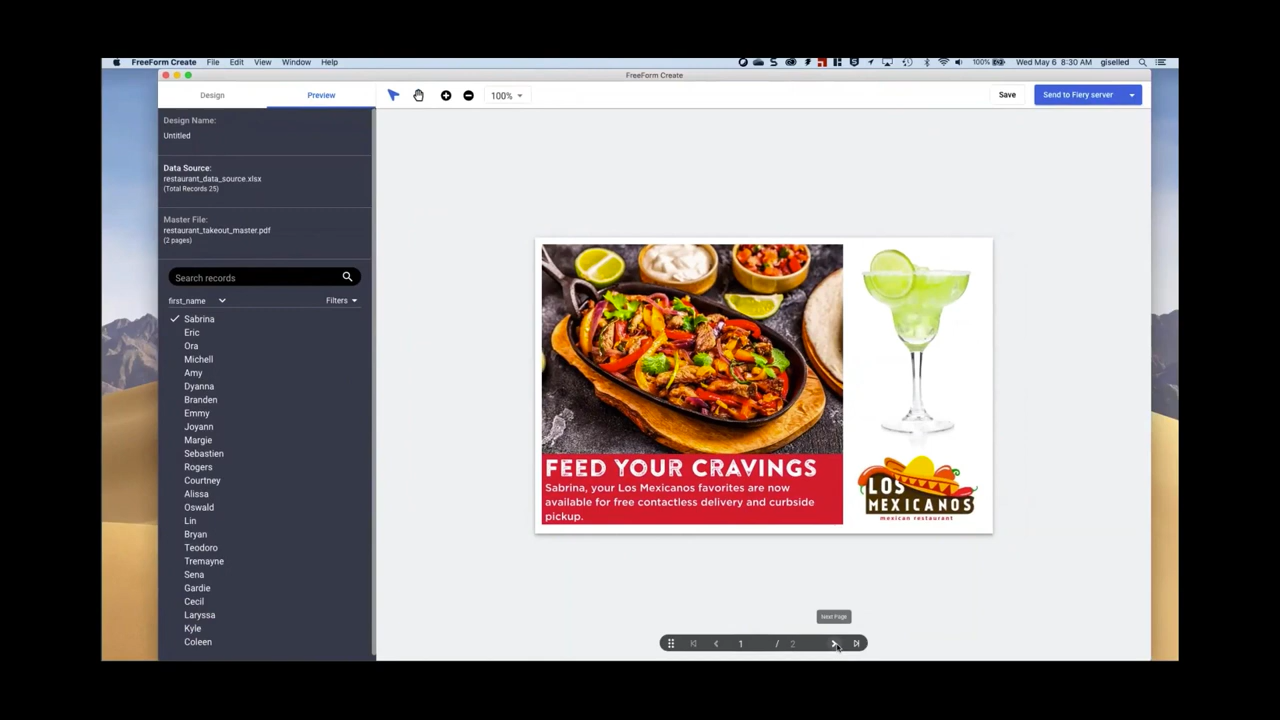 FreeForm Create File Edit View Window Help 100% Wed May 6 8:30 AM giselled
FreeForm Create
Design Preview 100% Save Send to Fiery server
Design Name:
Untitled
Data Source:
restaurant_data_source.xlsx
(Total Records 25)
Master File:
restaurant_takeout_master.pdf
(2 pages)
Search records
first_name Filters
Sabrina
Eric
Ora
Michell
Amy
Dyanna
Branden
Emmy
Joyann
Margie
Sebastien
Rogers
Courtney
Alissa
Oswald
Lin
Bryan
Teodoro
Tremayne
Sena
Gardie
Cecil
Laryssa
Kyle
Coleen
FEED YOUR CRAVINGS
Sabrina, your Los Mexicanos favorites are now
available for free contactless delivery and curbside
pickup.
LOS
MEXICANOS
mexican restaurant
Next Page
1 / 2